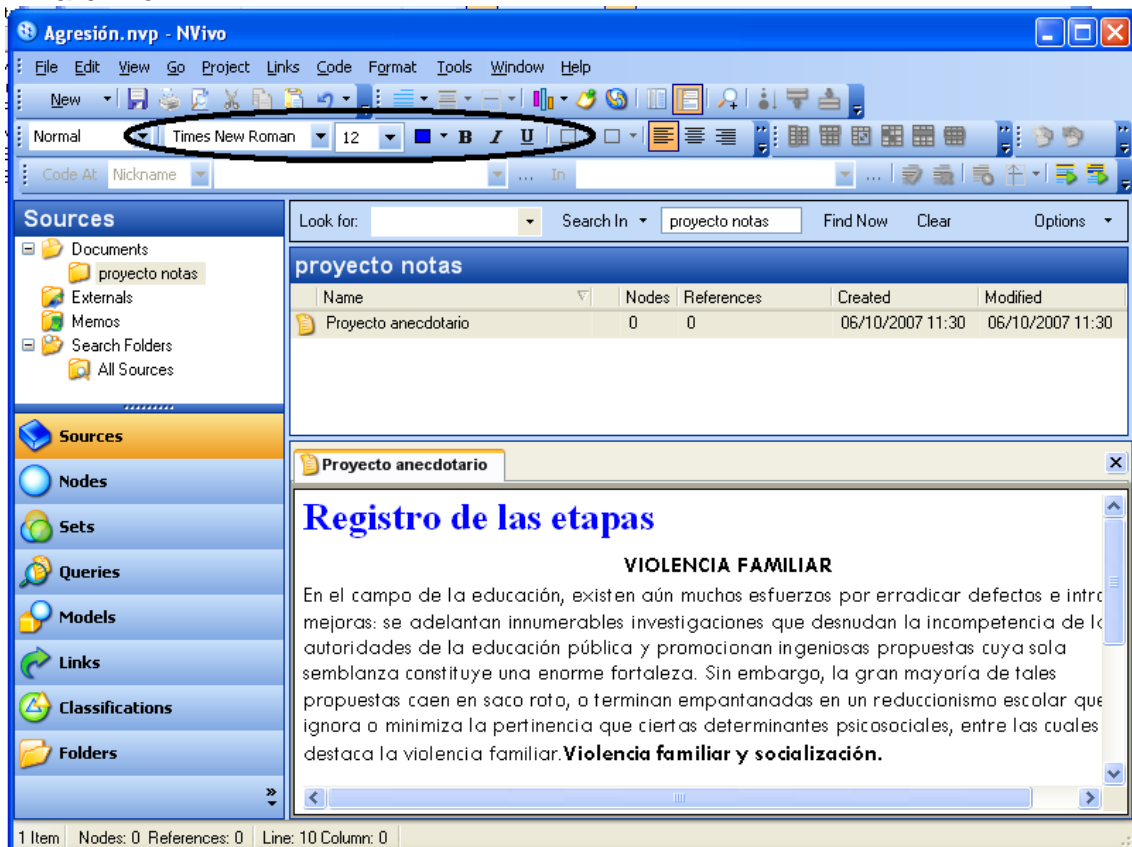 Agresión.nvp - NVivo
File Edit View Go Project Links Code Format Tools Window Help
New
Normal Times New Roman 12 B I U
Code At Nickname ... In ...
Sources
Look for: Search In proyecto notas Find Now Clear Options
Documents
proyecto notas
Externals
Memos
Search Folders
All Sources
proyecto notas
Name Nodes References Created Modified
Proyecto anecdotario 0 0 06/10/2007 11:30 06/10/2007 11:30
Sources
Nodes
Sets
Queries
Models
Links
Classifications
Folders
Proyecto anecdotario
Registro de las etapas
VIOLENCIA FAMILIAR
En el campo de la educación, existen aún muchos esfuerzos por erradicar defectos e intro
mejoras: se adelantan innumerables investigaciones que desnudan la incompetencia de
autoridades de la educación pública y promocionan ingeniosas propuestas cuya sola
semblanza constituye una enorme fortaleza. Sin embargo, la gran mayoría de tales
propuestas caen en saco roto, o terminan empantanadas en un reduccionismo escolar que
ignora o minimiza la pertinencia que ciertas determinantes psicosociales, entre las cuales
destaca la violencia familiar.Violencia familiar y socialización.
1 Item Nodes: 0 References: 0 Line: 10 Column: 0